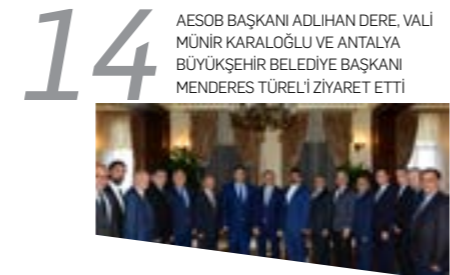 14
AESOB BAŞKANI ADLIHAN DERE, VALİ
MÜNİR KARALOĞLU VE ANTALYA
BÜYÜKŞEHİR BELEDİYE BAŞKANI
MENDERES TÜREL'İ ZİYARET ETTİ